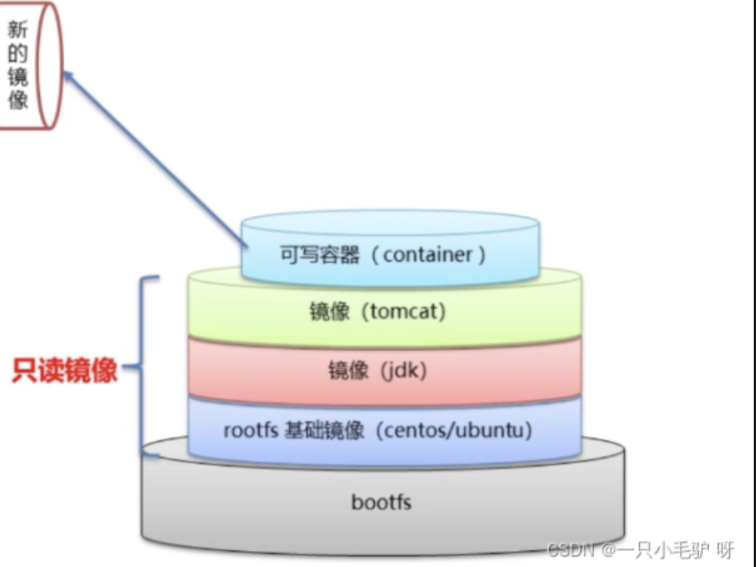 新的镜像
可写容器（container ）
镜像（tomcat）
只读镜像
镜像（jdk）
rootfs 基础镜像（centos/ubuntu）
bootfs
CSDN @一只小毛驴 呀